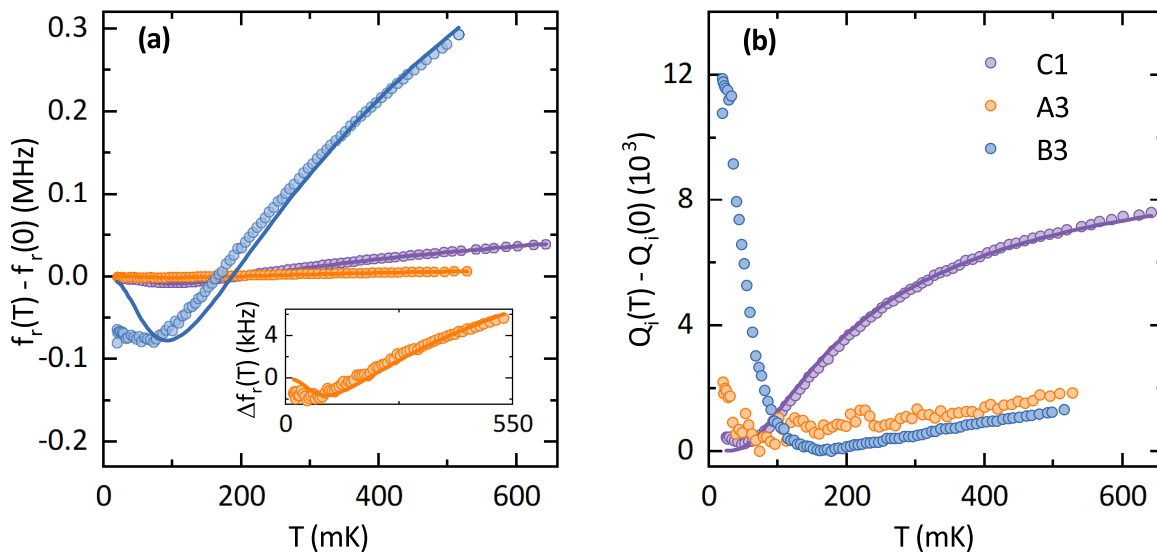 (a)
0.3
0.2
0.1
0.0
-0.1
-0.2
f_r(T) - f_r(0) (MHz)
0 200 400 600
T (mK)
Δf_r(T) (kHz)
4
0
0 550
(b)
C1
A3
B3
12
8
4
0
Q_i(T) - Q_i(0) (10^3)
0 200 400 600
T (mK)